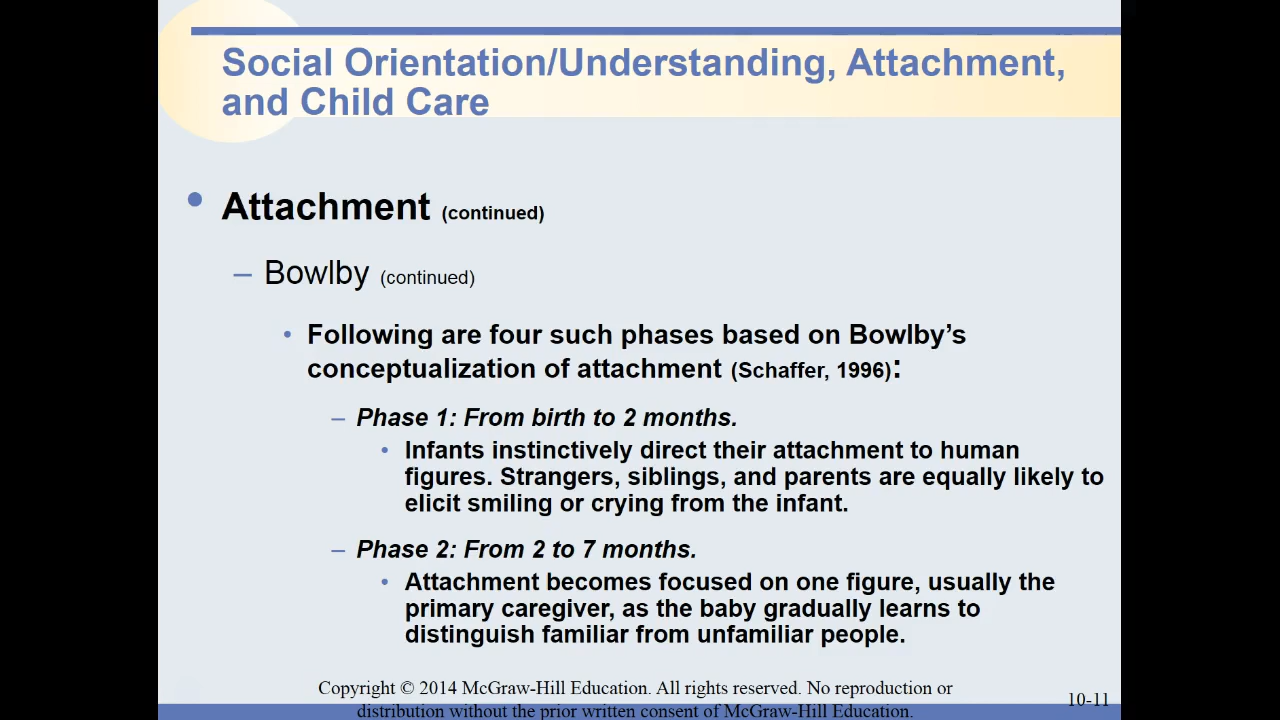 Social Orientation/Understanding, Attachment,
and Child Care
• Attachment (continued)
– Bowlby (continued)
• Following are four such phases based on Bowlby’s
conceptualization of attachment (Schaffer, 1996):
– Phase 1: From birth to 2 months.
• Infants instinctively direct their attachment to human
figures. Strangers, siblings, and parents are equally likely to
elicit smiling or crying from the infant.
– Phase 2: From 2 to 7 months.
• Attachment becomes focused on one figure, usually the
primary caregiver, as the baby gradually learns to
distinguish familiar from unfamiliar people.
Copyright © 2014 McGraw-Hill Education. All rights reserved. No reproduction or
distribution without the prior written consent of McGraw-Hill Education.
10-11